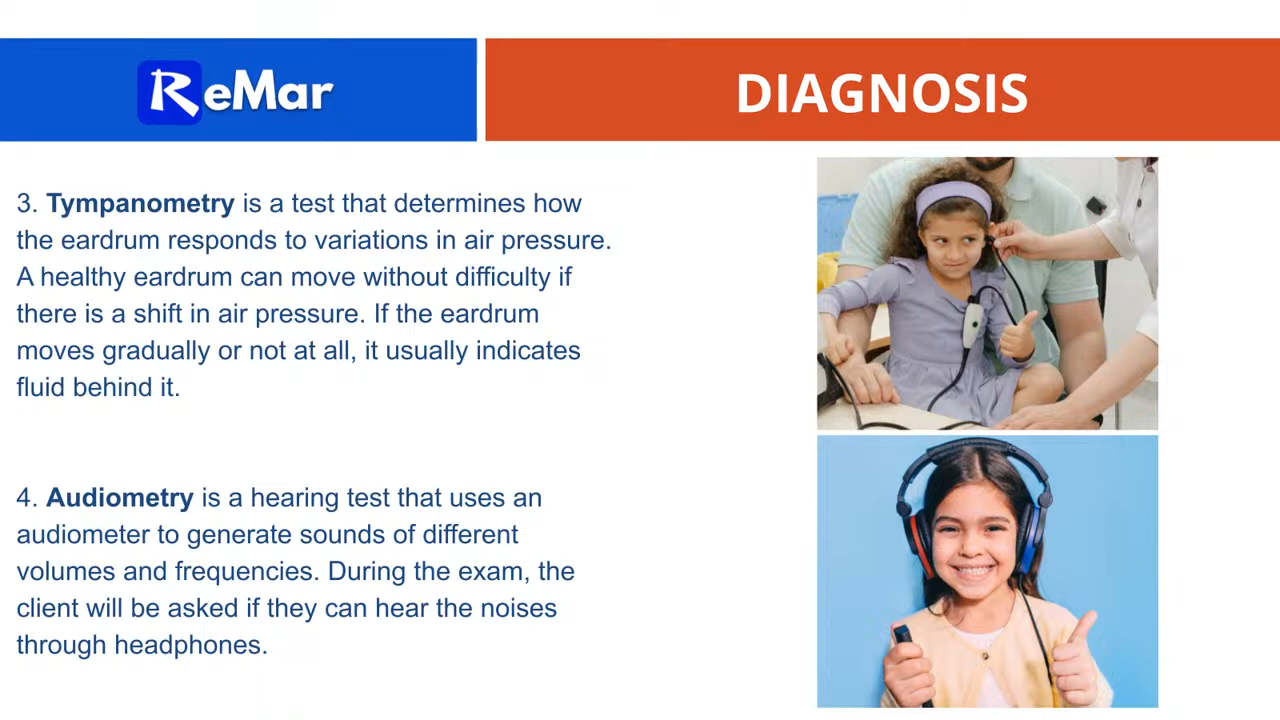 ReMar
DIAGNOSIS
3. Tympanometry is a test that determines how
the eardrum responds to variations in air pressure.
A healthy eardrum can move without difficulty if
there is a shift in air pressure. If the eardrum
moves gradually or not at all, it usually indicates
fluid behind it.
4. Audiometry is a hearing test that uses an
audiometer to generate sounds of different
volumes and frequencies. During the exam, the
client will be asked if they can hear the noises
through headphones.